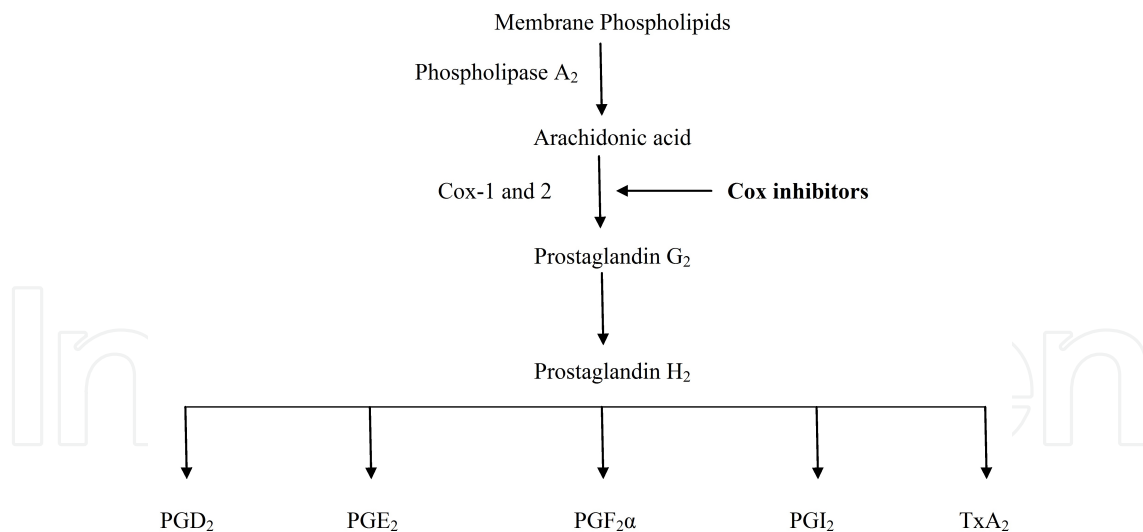 Membrane Phospholipids
Phospholipase A₂
Arachidonic acid
Cox-1 and 2 Cox inhibitors
Prostaglandin G₂
Prostaglandin H₂
PGD₂ PGE₂ PGF₂α PGI₂ TxA₂